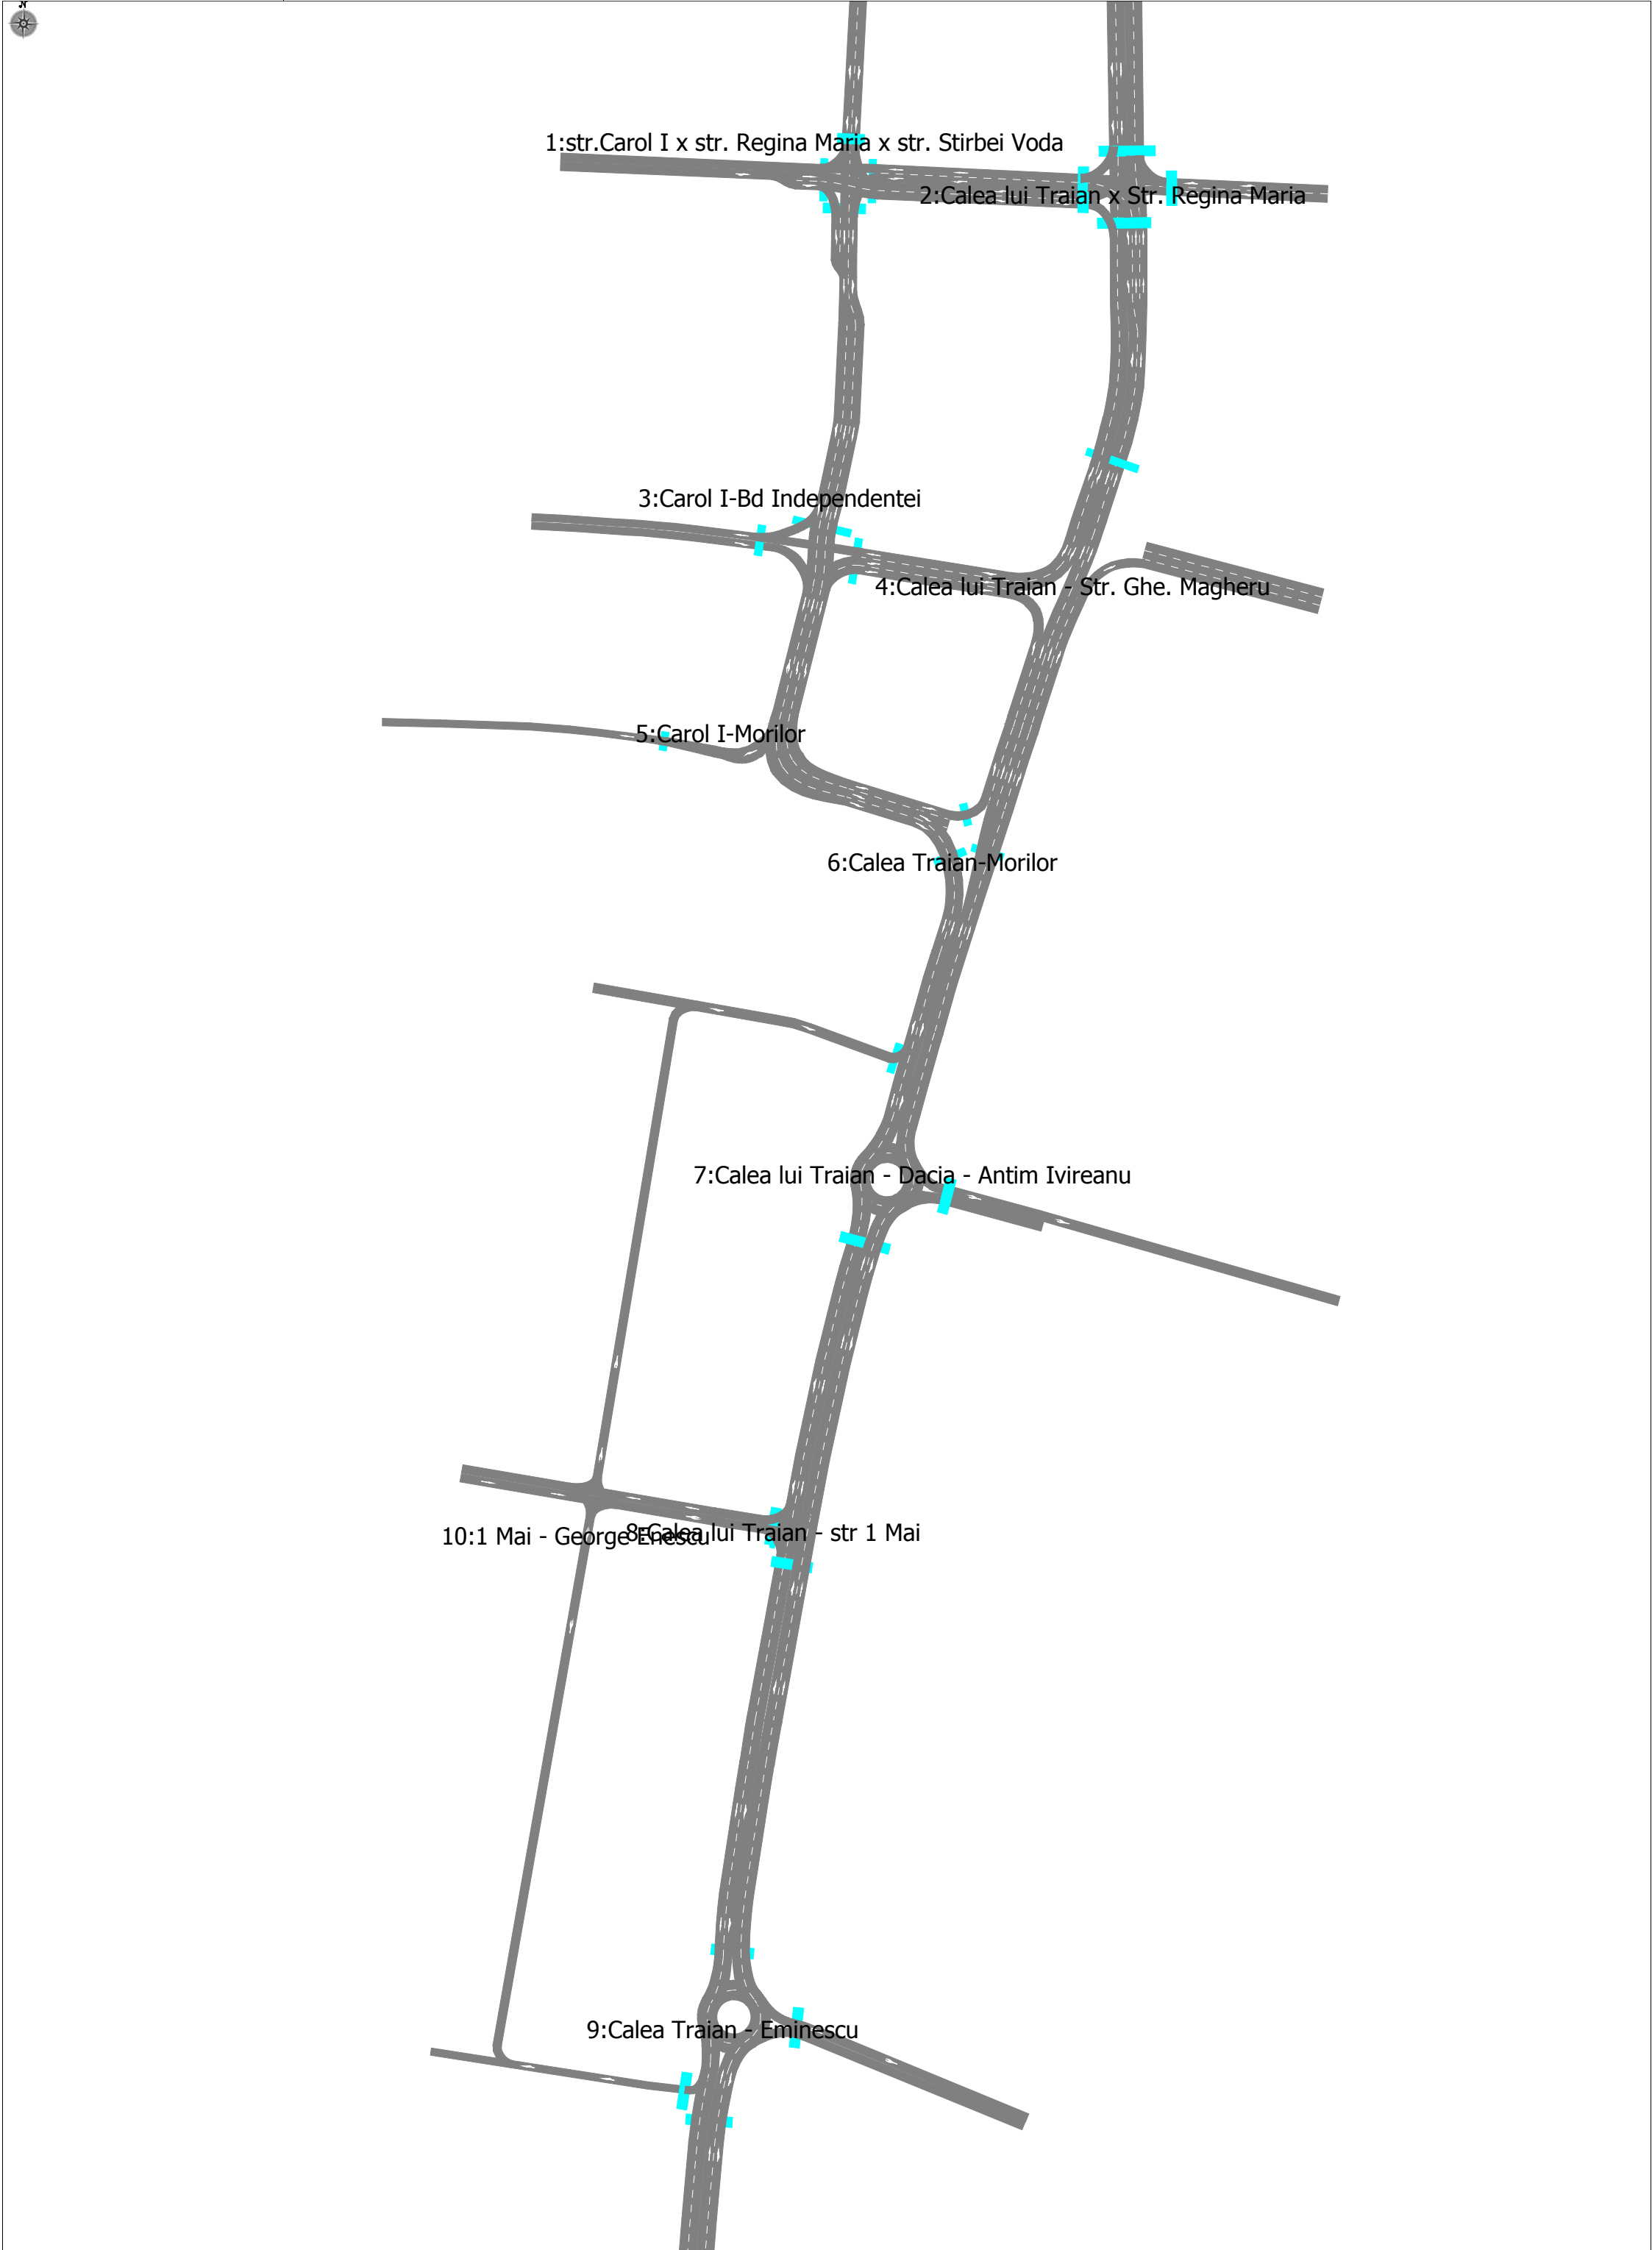 N
1:str.Carol I x str. Regina Maria x str. Stirbei Voda
2:Calea lui Traian x Str. Regina Maria
3:Carol I-Bd Independentei
4:Calea lui Traian - Str. Ghe. Magheru
5:Carol I-Morilor
6:Calea Traian-Morilor
7:Calea lui Traian - Dacia - Antim Ivireanu
8:Calea lui Traian - str 1 Mai
10:1 Mai - George Enescu
9:Calea Traian - Eminescu